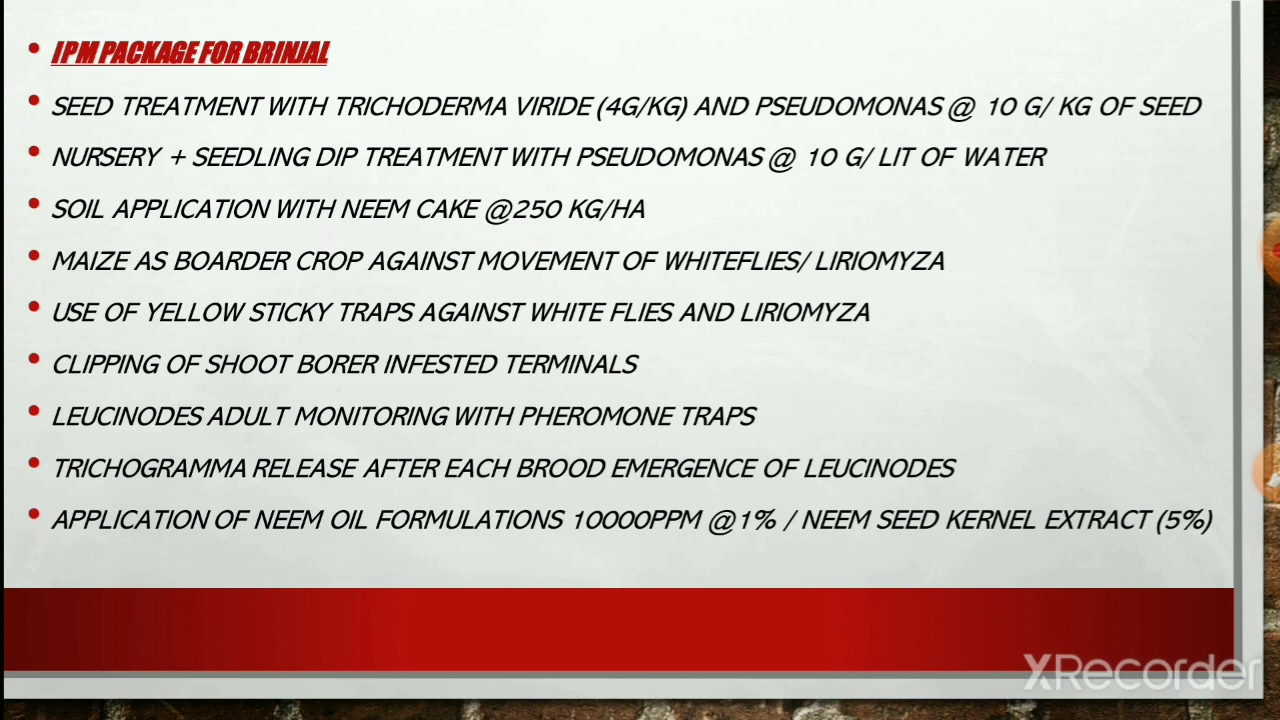 IPM PACKAGE FOR BRINJAL
SEED TREATMENT WITH TRICHODERMA VIRIDE (4G/KG) AND PSEUDOMONAS @ 10 G/ KG OF SEED
NURSERY + SEEDLING DIP TREATMENT WITH PSEUDOMONAS @ 10 G/ LIT OF WATER
SOIL APPLICATION WITH NEEM CAKE @250 KG/HA
MAIZE AS BOARDER CROP AGAINST MOVEMENT OF WHITEFLIES/ LIRIOMYZA
USE OF YELLOW STICKY TRAPS AGAINST WHITE FLIES AND LIRIOMYZA
CLIPPING OF SHOOT BORER INFESTED TERMINALS
LEUCINODES ADULT MONITORING WITH PHEROMONE TRAPS
TRICHOGRAMMA RELEASE AFTER EACH BROOD EMERGENCE OF LEUCINODES
APPLICATION OF NEEM OIL FORMULATIONS 10000PPM @1% / NEEM SEED KERNEL EXTRACT (5%)
XRecorder